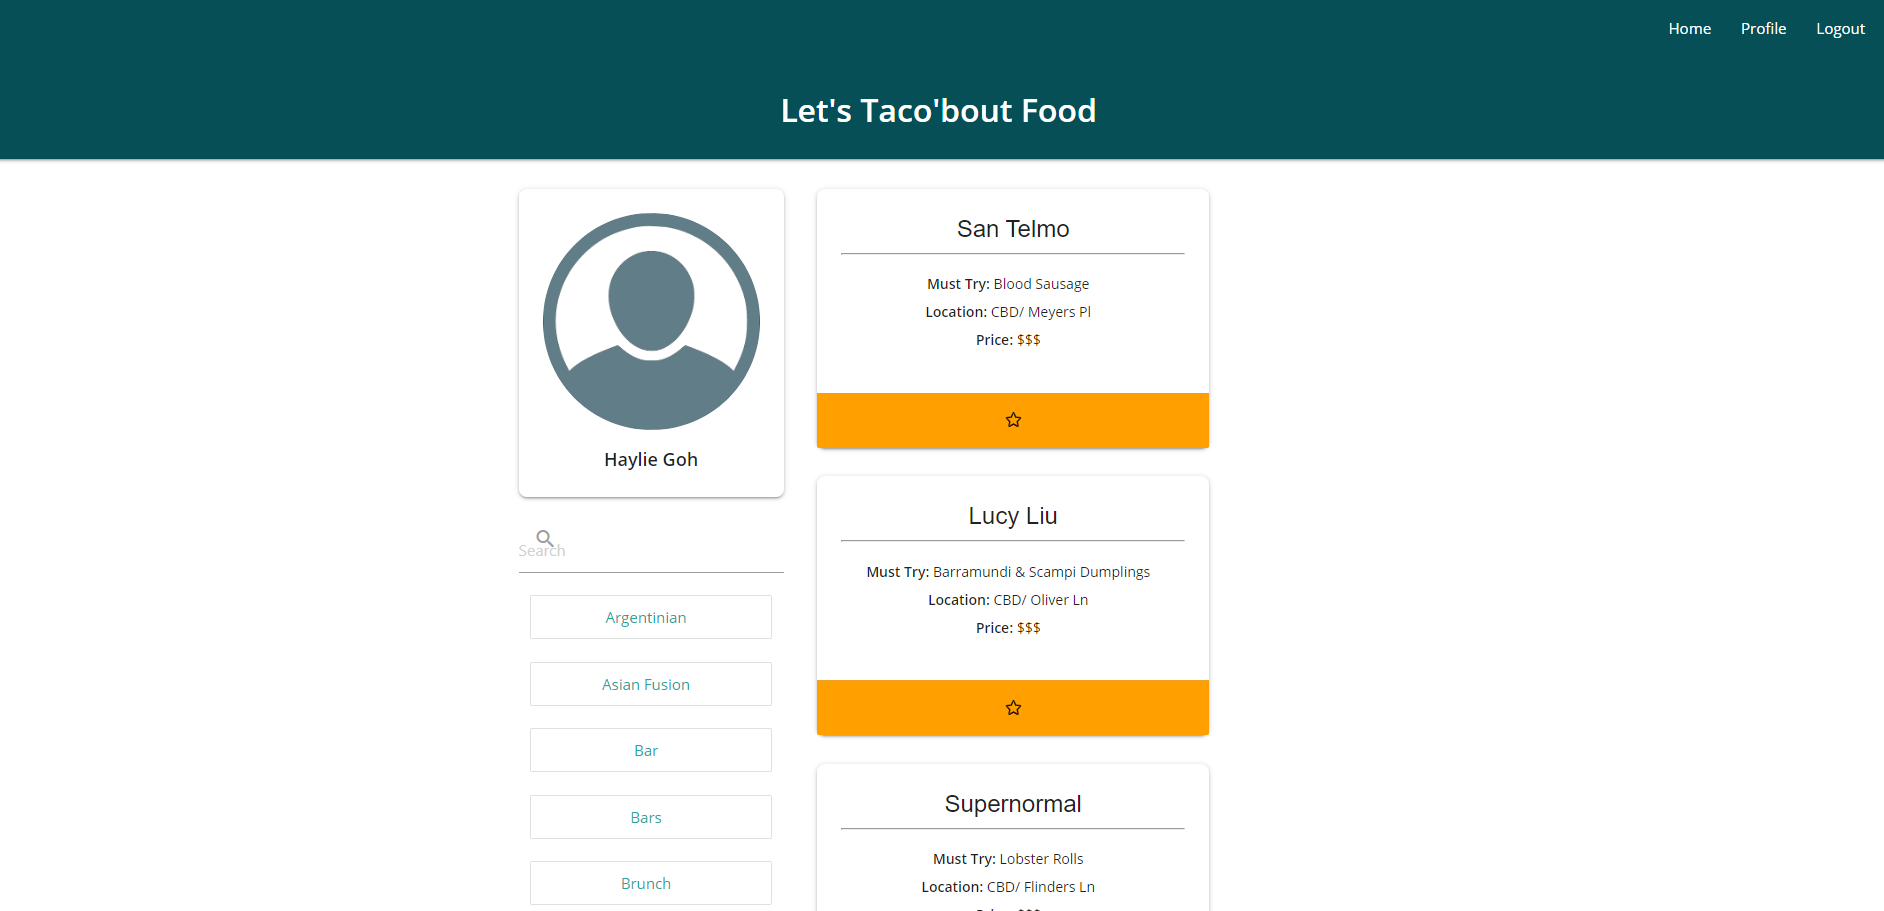 Home Profile Logout
Let's Taco'bout Food
Haylie Goh
Search
Argentinian
Asian Fusion
Bar
Bars
Brunch
San Telmo
Must Try: Blood Sausage
Location: CBD/ Meyers Pl
Price: $$$
Lucy Liu
Must Try: Barramundi & Scampi Dumplings
Location: CBD/ Oliver Ln
Price: $$$
Supernormal
Must Try: Lobster Rolls
Location: CBD/ Flinders Ln